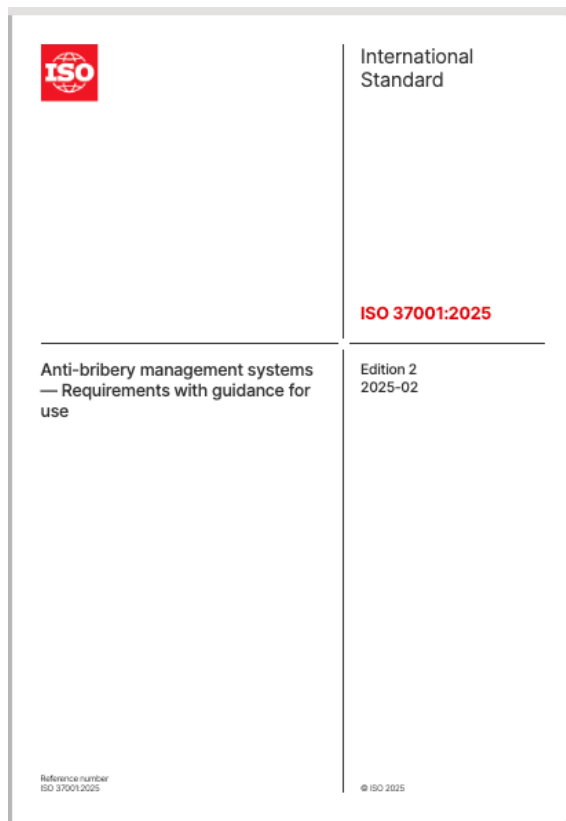 ISO
International
Standard
ISO 37001:2025
Anti-bribery management systems
— Requirements with guidance for
use
Edition 2
2025-02
Reference number
ISO 37001:2025
© ISO 2025